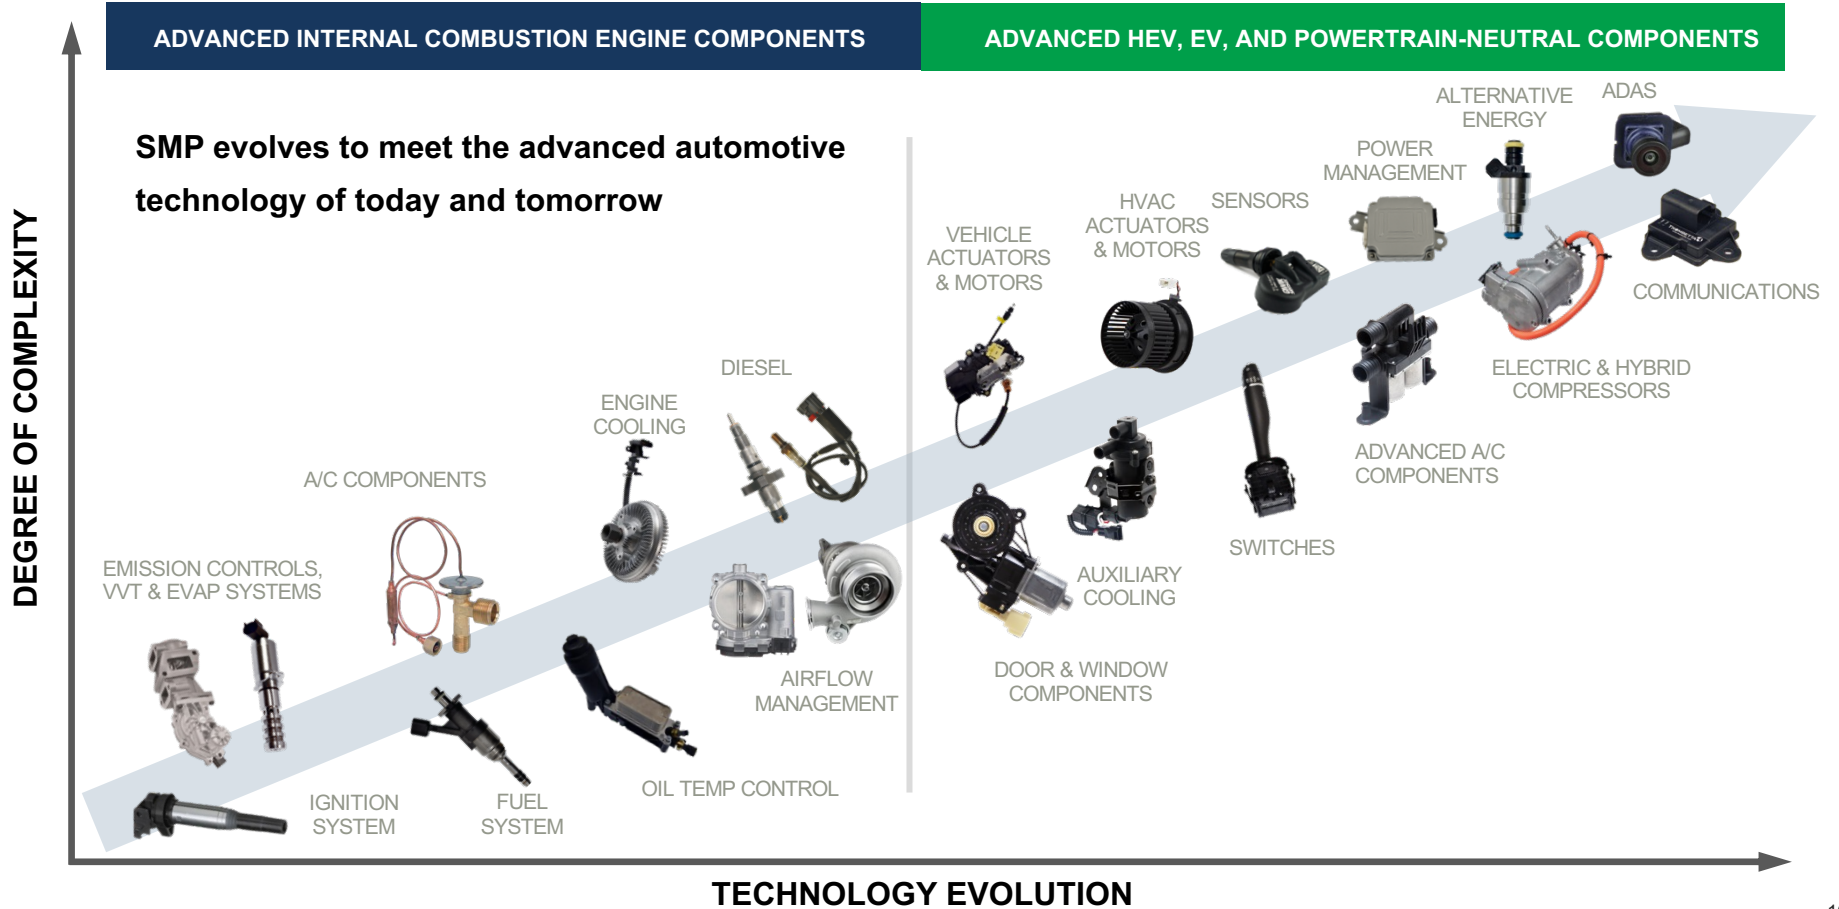 ADVANCED INTERNAL COMBUSTION ENGINE COMPONENTS
ADVANCED HEV, EV, AND POWERTRAIN-NEUTRAL COMPONENTS
SMP evolves to meet the advanced automotive
technology of today and tomorrow
DEGREE OF COMPLEXITY
EMISSION CONTROLS,
VVT & EVAP SYSTEMS
IGNITION
SYSTEM
A/C COMPONENTS
FUEL
SYSTEM
ENGINE
COOLING
OIL TEMP CONTROL
DIESEL
AIRFLOW
MANAGEMENT
VEHICLE
ACTUATORS
& MOTORS
DOOR & WINDOW
COMPONENTS
HVAC
ACTUATORS
& MOTORS
AUXILIARY
COOLING
SENSORS
SWITCHES
POWER
MANAGEMENT
ADVANCED A/C
COMPONENTS
ALTERNATIVE
ENERGY
ELECTRIC & HYBRID
COMPRESSORS
ADAS
COMMUNICATIONS
TECHNOLOGY EVOLUTION